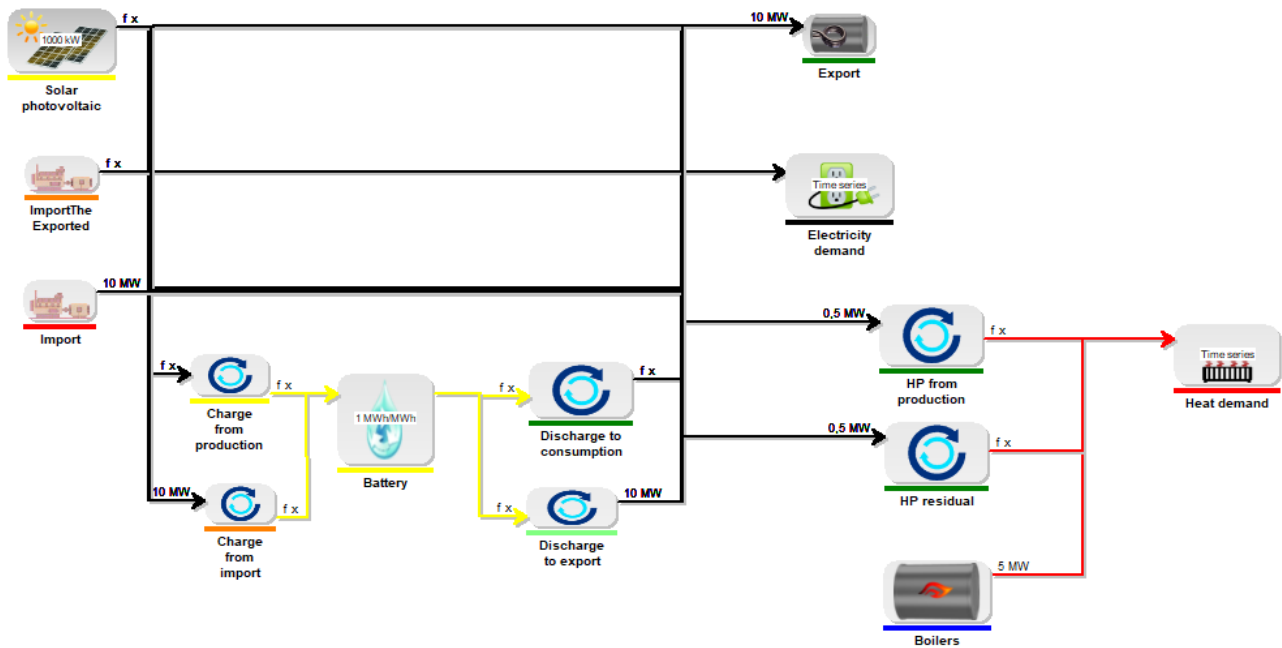 f x
10 MW
1000 kW
Solar
photovoltaic
Export
f x
ImportThe
Exported
Time series
Electricity
demand
10 MW
Import
0,5 MW
f x
HP from
production
Time series
Heat demand
f x
f x
Charge
from
production
1 MWh/MWh
Battery
f x
f x
Discharge to
consumption
0,5 MW
f x
HP residual
10 MW
f x
Charge
from
import
f x
10 MW
Discharge
to export
5 MW
Boilers